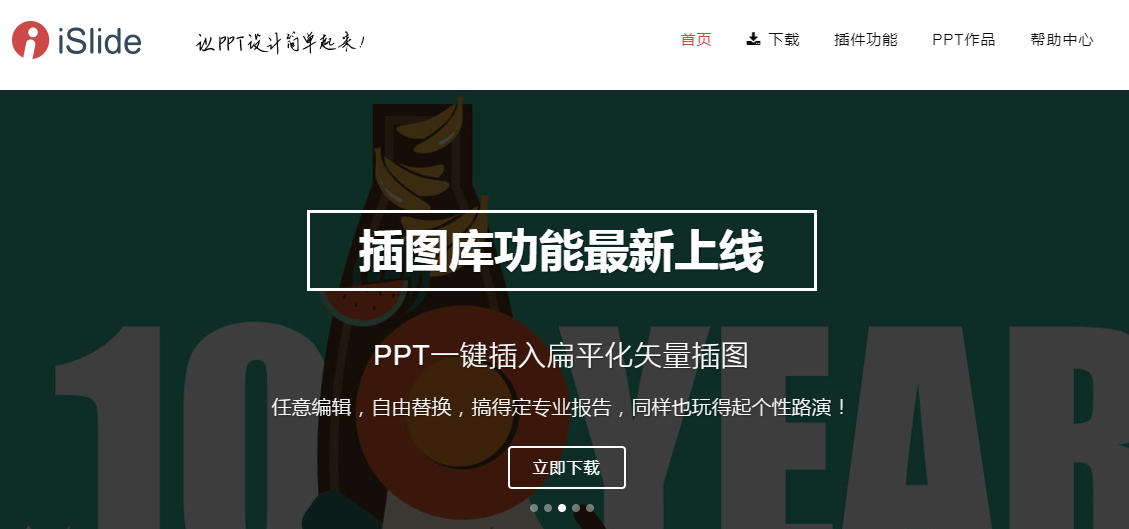 iSlide
让PPT设计简单起来!
首页
下载
插件功能
PPT作品
帮助中心
插图库功能最新上线
PPT一键插入扁平化矢量插图
任意编辑，自由替换，搞得定专业报告，同样也玩得起个性路演！
立即下载
10 YEAR